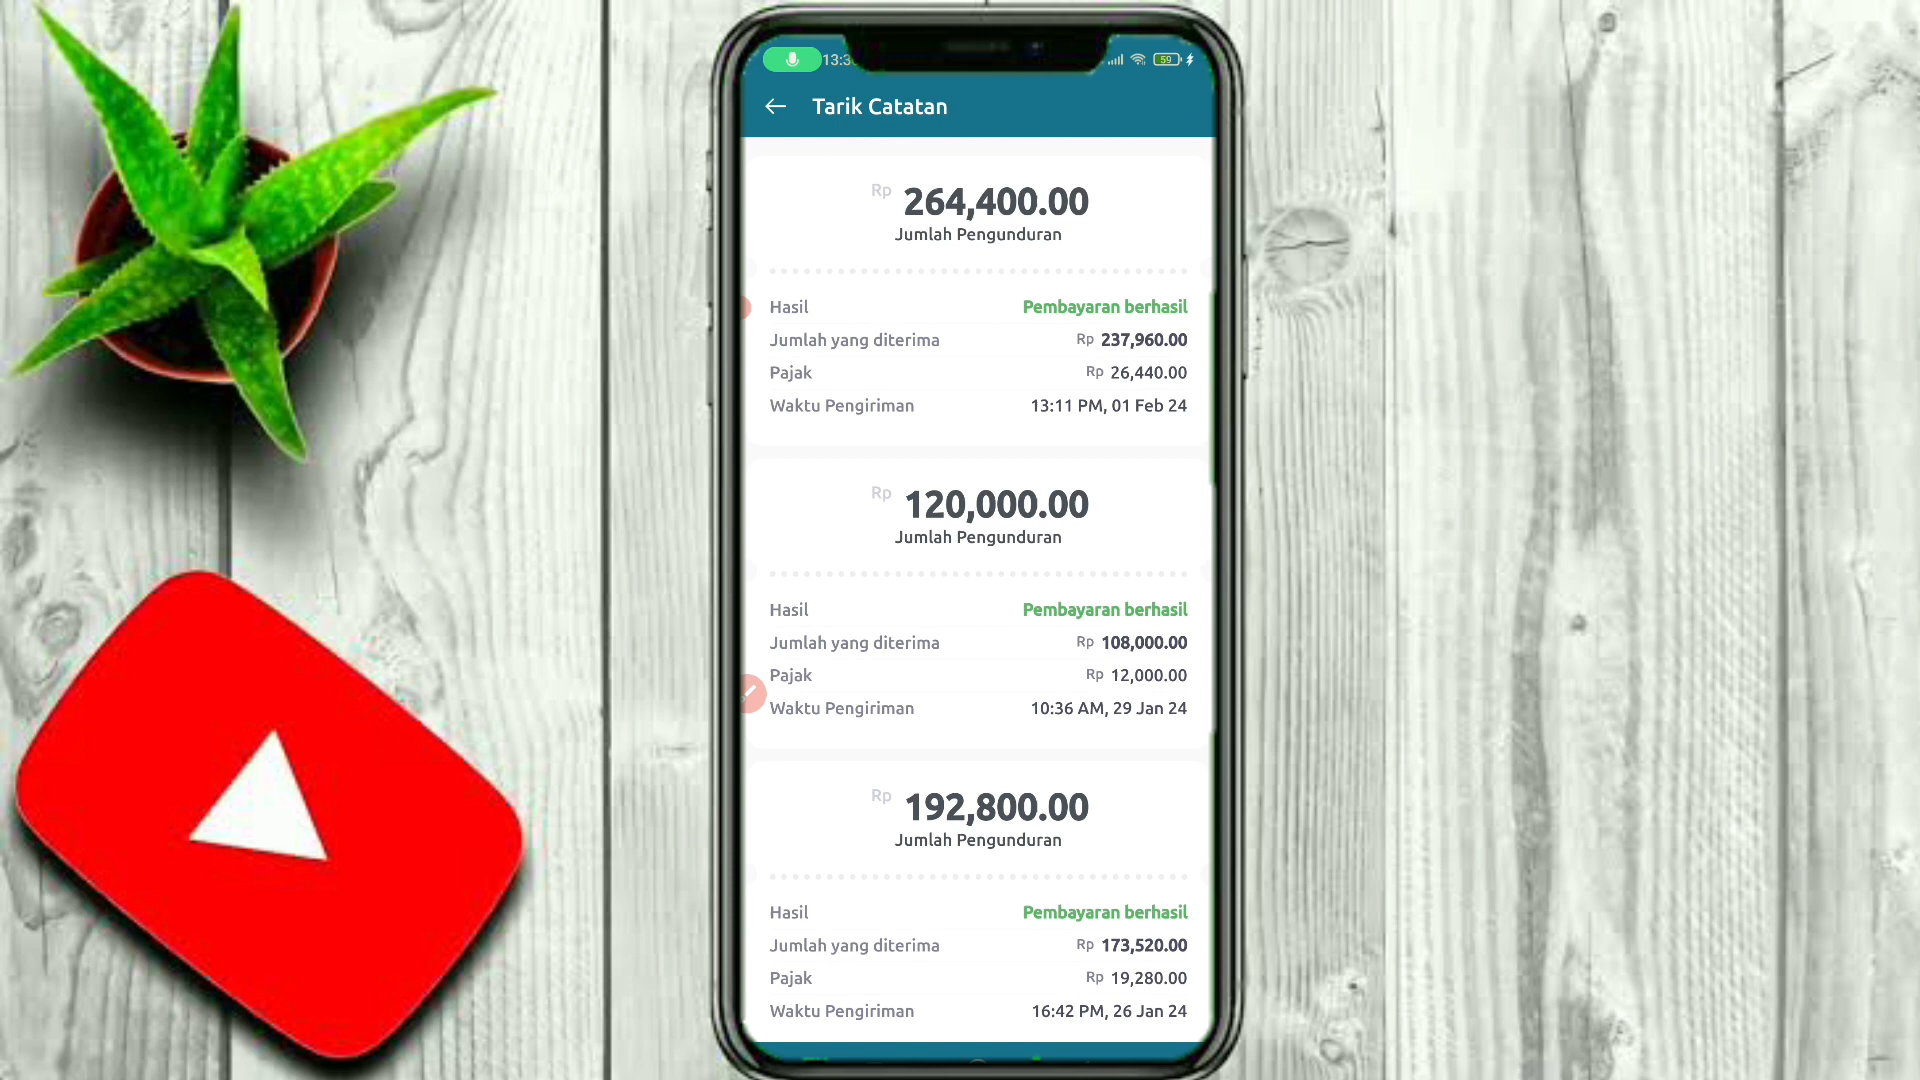 13:3
59
Tarik Catatan
Rp 264,400.00
Jumlah Pengunduran
Hasil Pembayaran berhasil
Jumlah yang diterima Rp 237,960.00
Pajak Rp 26,440.00
Waktu Pengiriman 13:11 PM, 01 Feb 24
Rp 120,000.00
Jumlah Pengunduran
Hasil Pembayaran berhasil
Jumlah yang diterima Rp 108,000.00
Pajak Rp 12,000.00
Waktu Pengiriman 10:36 AM, 29 Jan 24
Rp 192,800.00
Jumlah Pengunduran
Hasil Pembayaran berhasil
Jumlah yang diterima Rp 173,520.00
Pajak Rp 19,280.00
Waktu Pengiriman 16:42 PM, 26 Jan 24